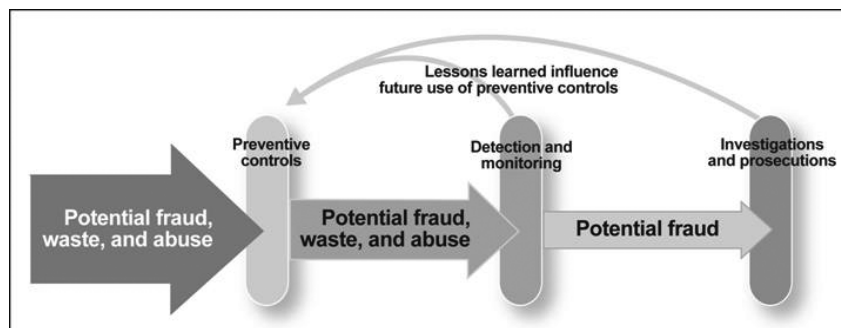 Lessons learned influence
future use of preventive controls
Preventive
controls
Detection and
monitoring
Investigations
and prosecutions
Potential fraud,
waste, and abuse
Potential fraud,
waste, and abuse
Potential fraud